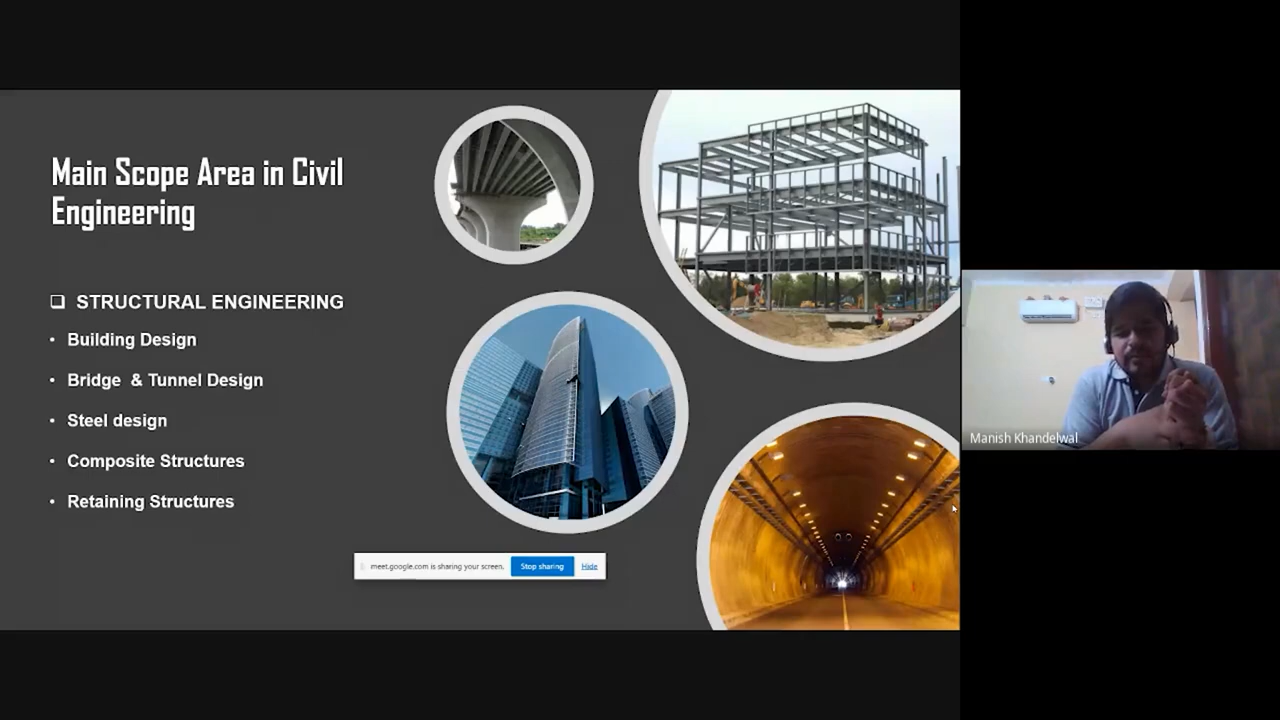 Main Scope Area in Civil
Engineering
❑ STRUCTURAL ENGINEERING
• Building Design
• Bridge & Tunnel Design
• Steel design
• Composite Structures
• Retaining Structures
meet.google.com is sharing your screen.
Stop sharing
Hide
Manish Khandelwal